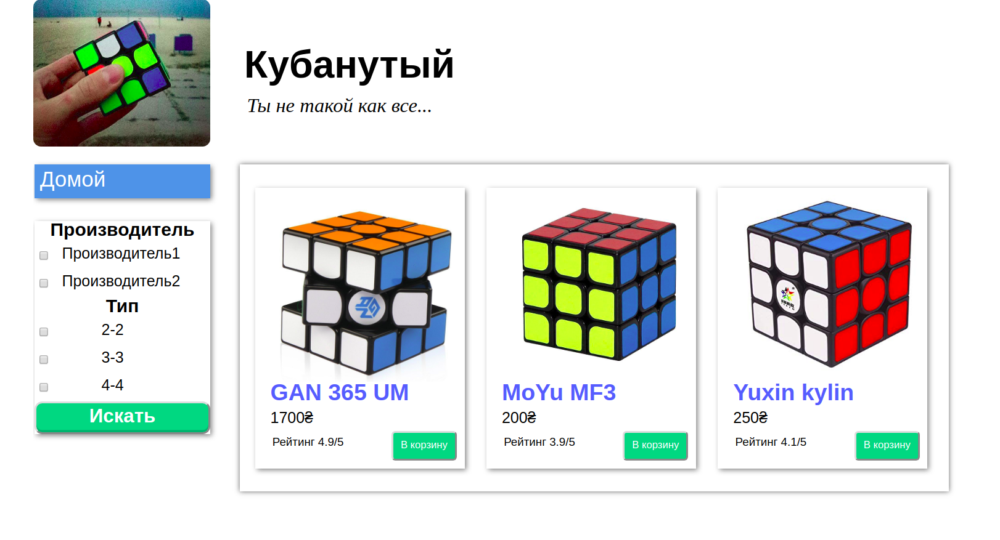 Кубанутый
Ты не такой как все...
Домой
Производитель
Производитель1
Производитель2
Тип
2-2
3-3
4-4
Искать
GAN 365 UM
1700₴
Рейтинг 4.9/5
В корзину
MoYu MF3
200₴
Рейтинг 3.9/5
В корзину
Yuxin kylin
250₴
Рейтинг 4.1/5
В корзину